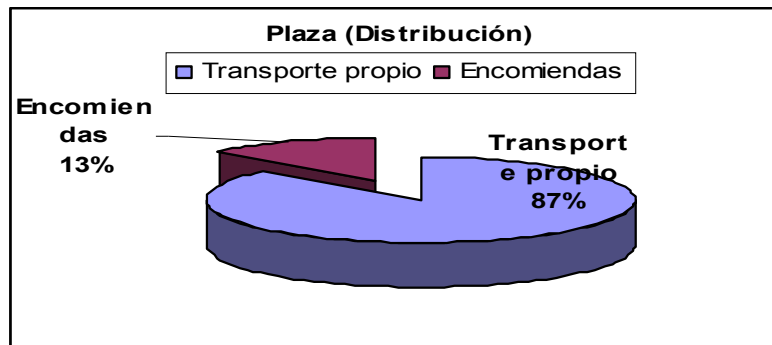 Plaza (Distribución)
Transporte propio Encomiendas
Encomien
das
13%
Transport
e propio
87%